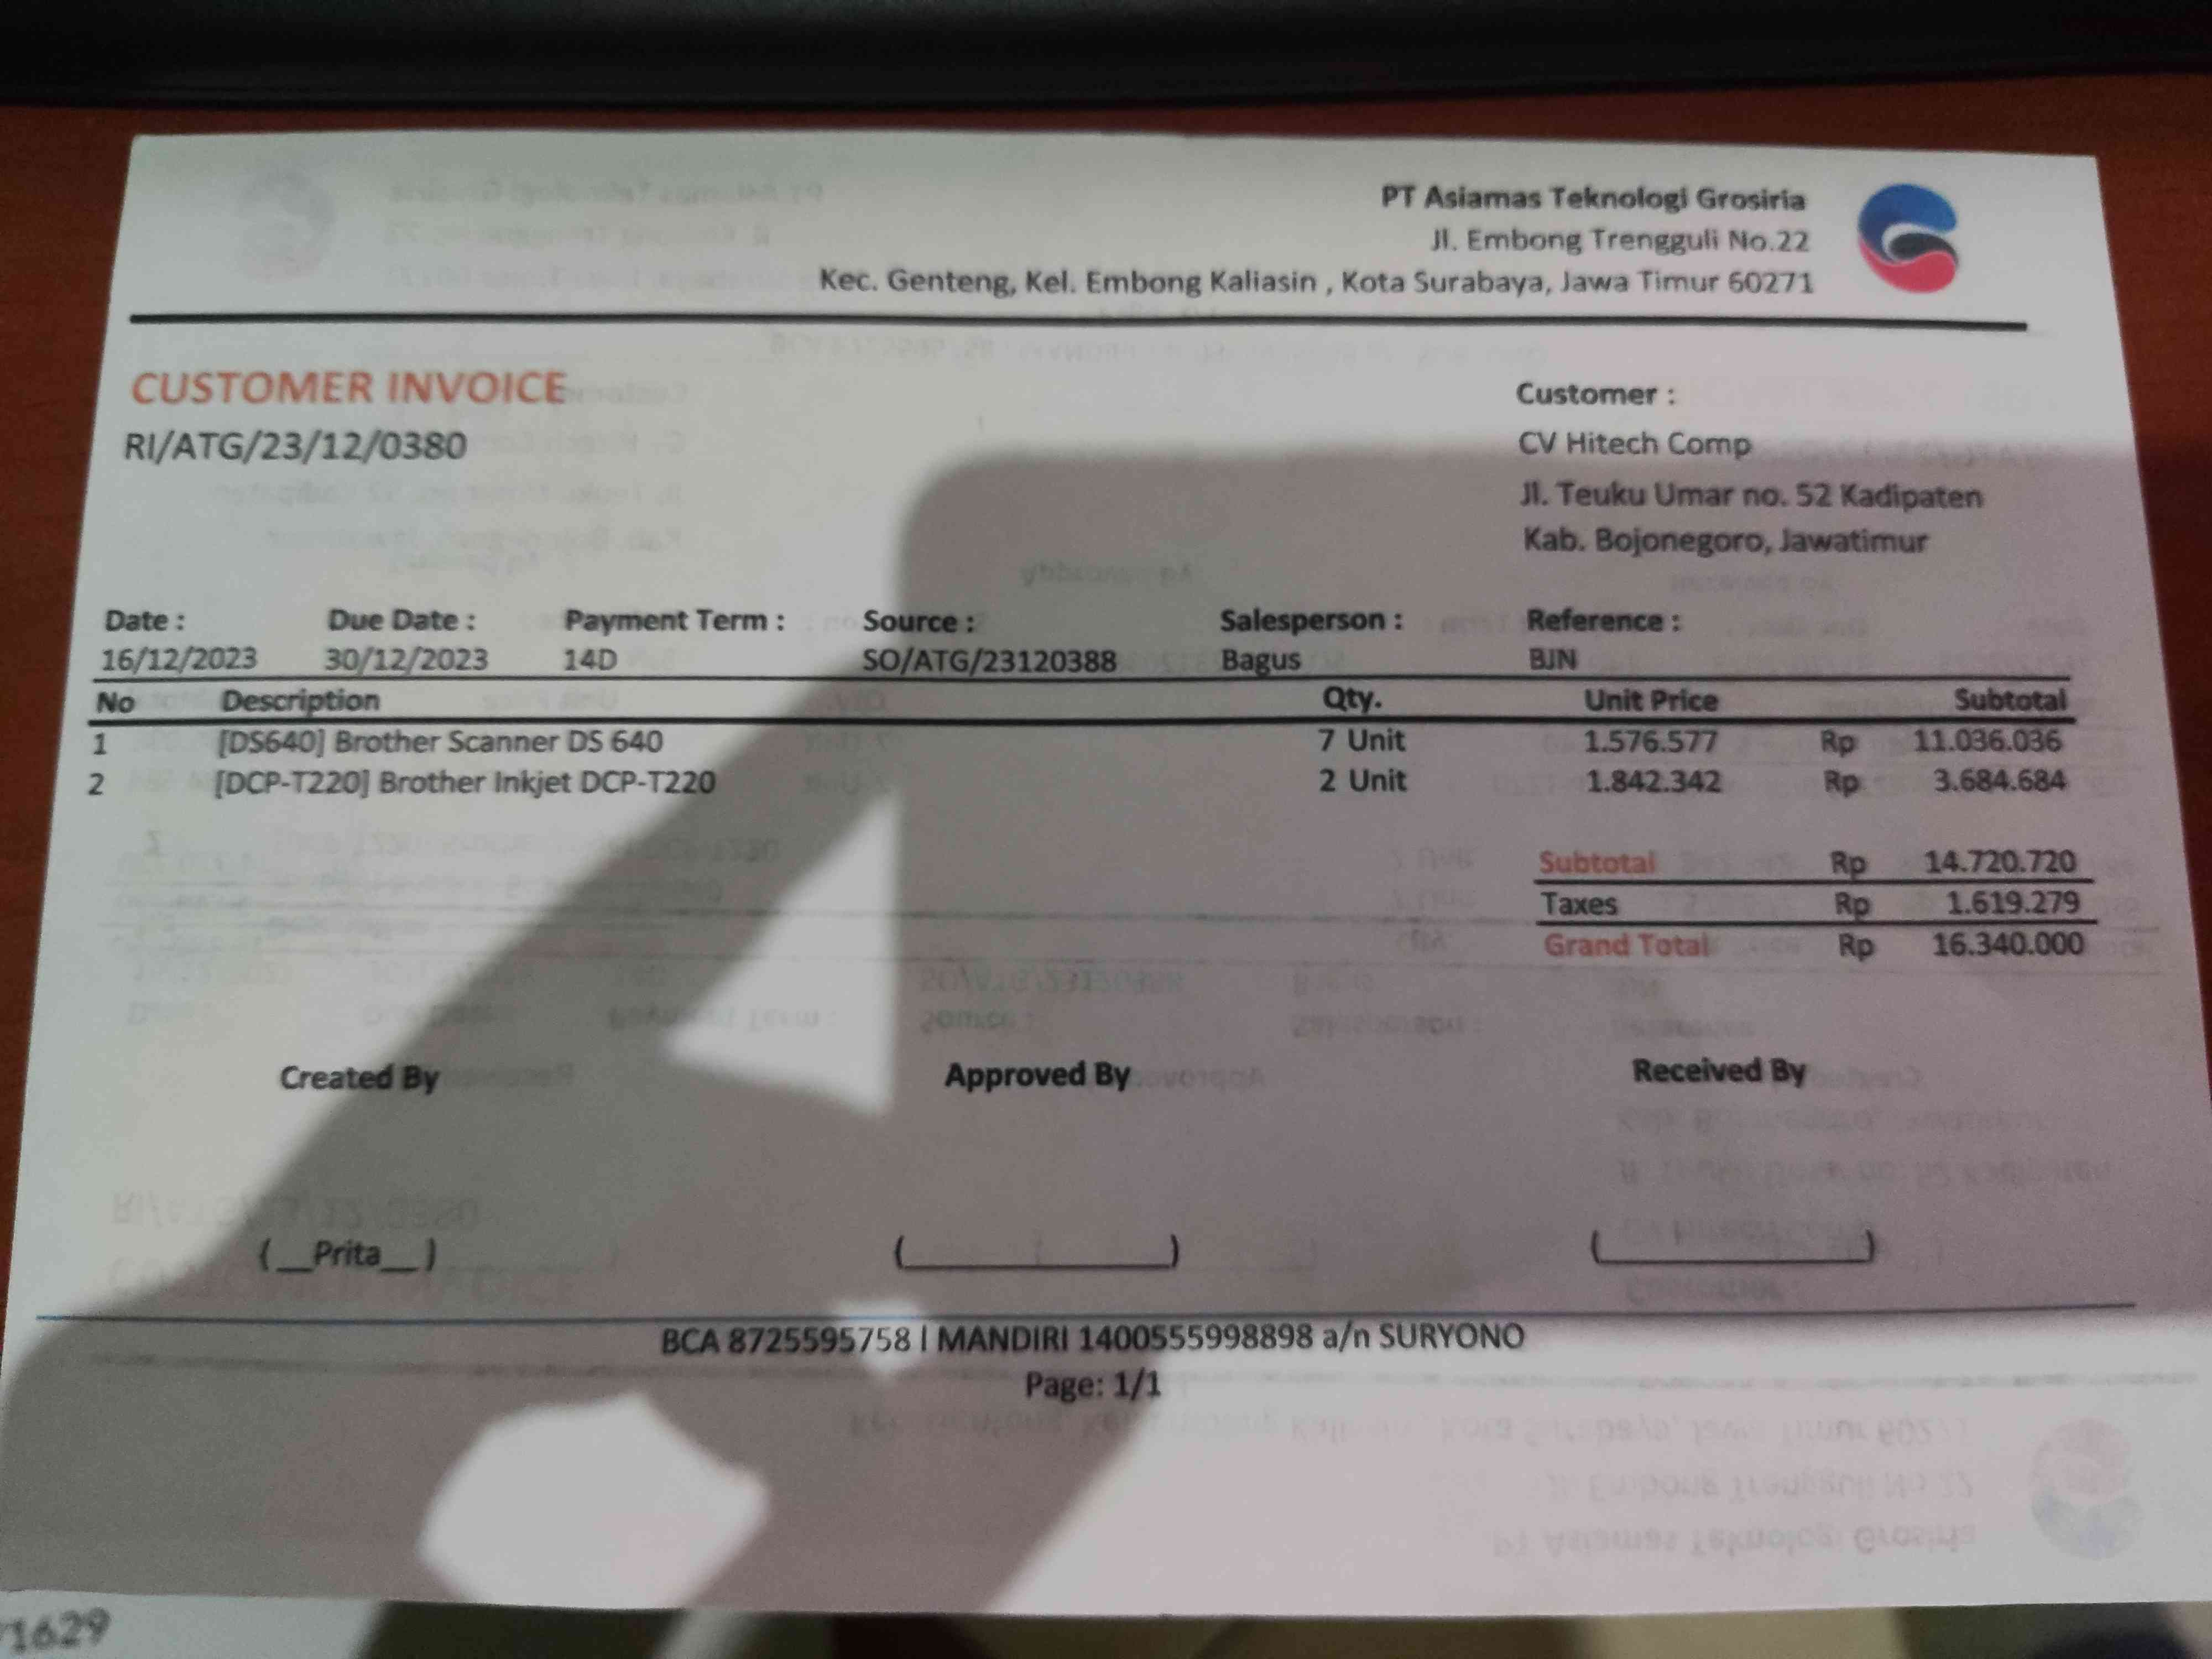 PT Asiamas Teknologi Grosiria
Jl. Embong Trengguli No.22
Kec. Genteng, Kel. Embong Kaliasin , Kota Surabaya, Jawa Timur 60271
CUSTOMER INVOICE
RI/ATG/23/12/0380
Customer :
CV Hitech Comp
Jl. Teuku Umar no. 52 Kadipaten
Kab. Bojonegoro, Jawatimur
Date : Due Date : Payment Term : Source : Salesperson : Reference :
16/12/2023 30/12/2023 14D SO/ATG/23120388 Bagus BJN
No Description Qty. Unit Price Subtotal
1 [DS640] Brother Scanner DS 640 7 Unit 1.576.577 Rp 11.036.036
2 [DCP-T220] Brother Inkjet DCP-T220 2 Unit 1.842.342 Rp 3.684.684
Subtotal Rp 14.720.720
Taxes Rp 1.619.279
Grand Total Rp 16.340.000
Created By Approved By Received By
(__Prita__) (__________) (__________)
BCA 8725595758 | MANDIRI 1400555998898 a/n SURYONO
Page: 1/1
1629